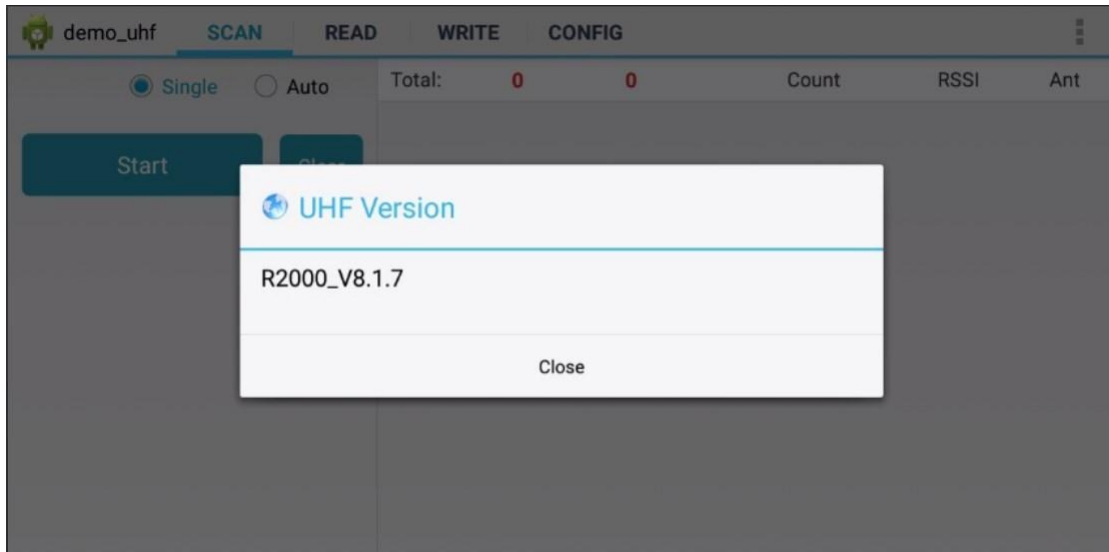 demo_uhf SCAN READ WRITE CONFIG
Single Auto Total: 0 0 Count RSSI Ant
Start Close
UHF Version
R2000_V8.1.7
Close